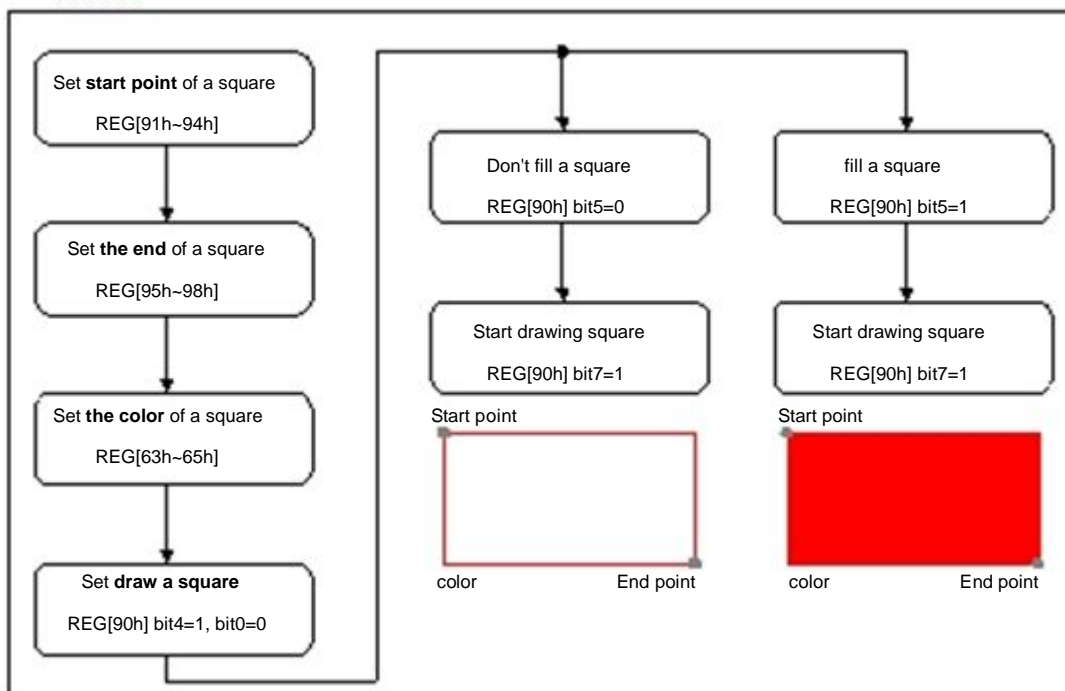 Set start point of a square
REG[91h~94h]
Set the end of a square
REG[95h~98h]
Set the color of a square
REG[63h~65h]
Set draw a square
REG[90h] bit4=1, bit0=0
Don't fill a square
REG[90h] bit5=0
Start drawing square
REG[90h] bit7=1
Start point
color
End point
fill a square
REG[90h] bit5=1
Start drawing square
REG[90h] bit7=1
Start point
color
End point